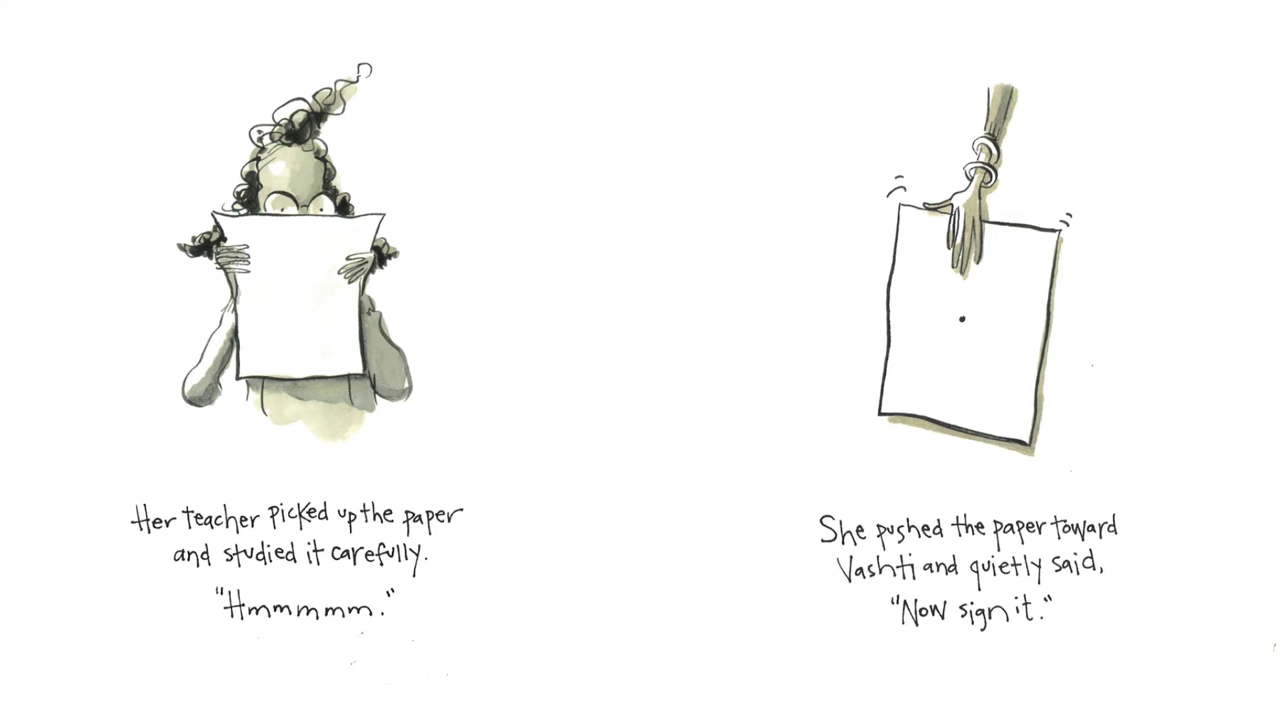 Her teacher picked up the paper
and studied it carefully.
"Hmmmmm."
She pushed the paper toward
Vashti and quietly said,
"Now sign it."